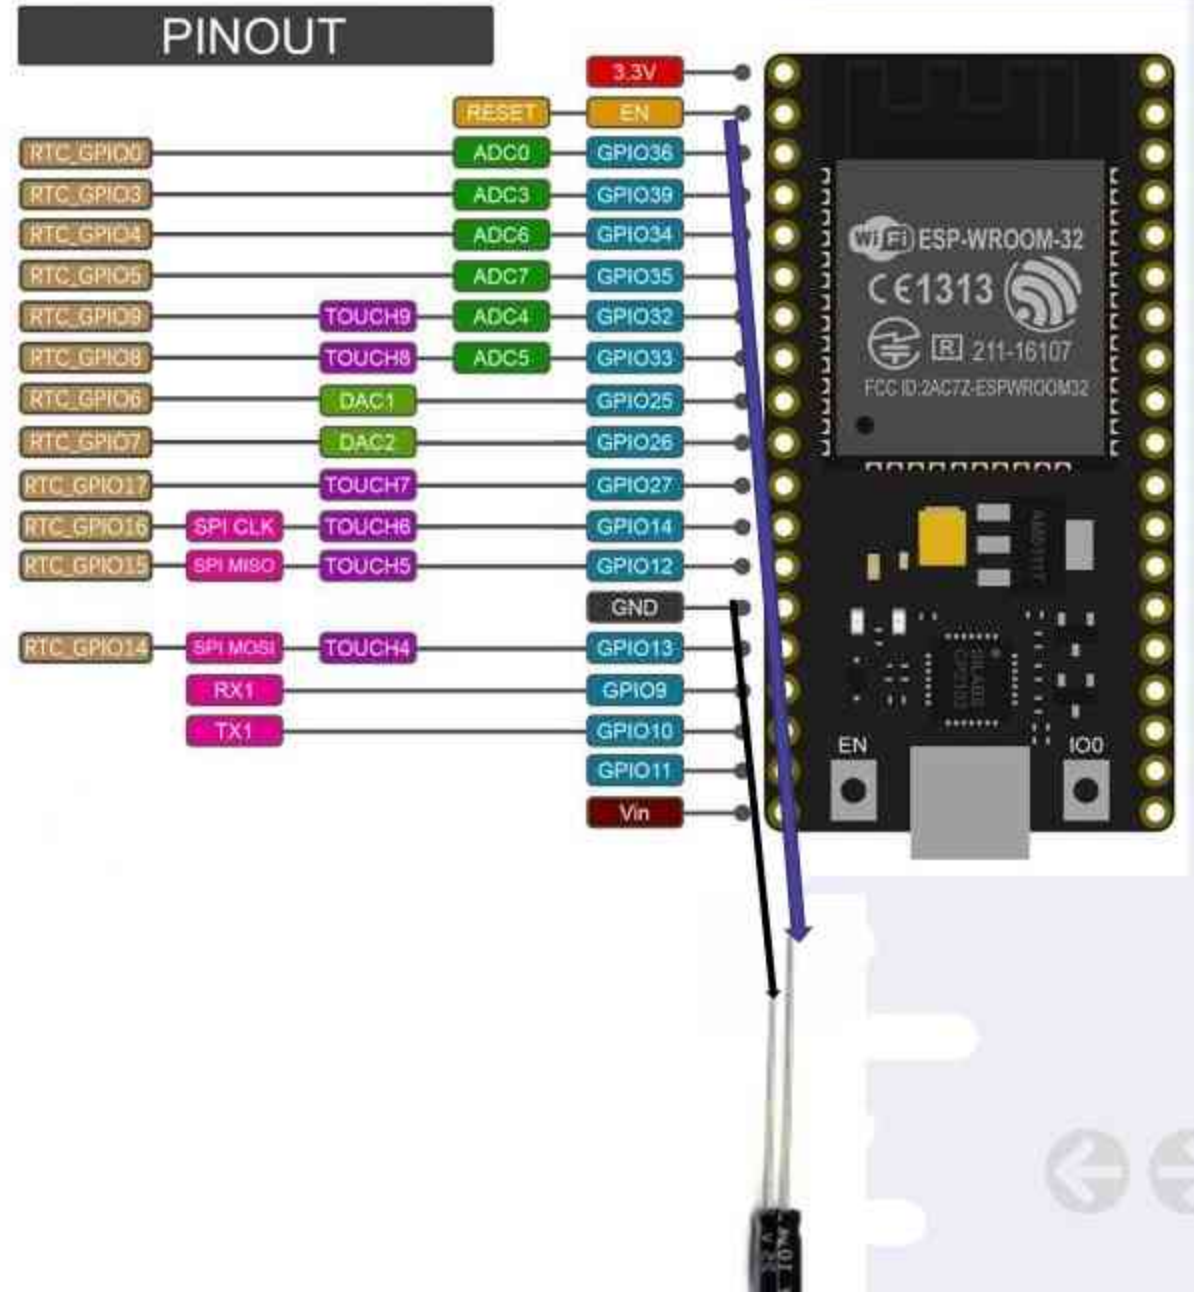 PINOUT
3.3V
RESET EN
RTC_GPIO0 ADC0 GPIO36
RTC_GPIO3 ADC3 GPIO39
RTC_GPIO4 ADC6 GPIO34
RTC_GPIO5 ADC7 GPIO35
RTC_GPIO9 TOUCH9 ADC4 GPIO32
RTC_GPIO8 TOUCH8 ADC5 GPIO33
RTC_GPIO6 DAC1 GPIO25
RTC_GPIO7 DAC2 GPIO26
RTC_GPIO17 TOUCH7 GPIO27
RTC_GPIO16 SPI CLK TOUCH6 GPIO14
RTC_GPIO15 SPI MISO TOUCH5 GPIO12
GND
RTC_GPIO14 SPI MOSI TOUCH4 GPIO13
RX1 GPIO9
TX1 GPIO10
GPIO11
Vin
WiFi ESP-WROOM-32
CE1313
R 211-16107
FCC ID:2AC7Z-ESPWROOM32
SILABS
CP2102
EN IO0